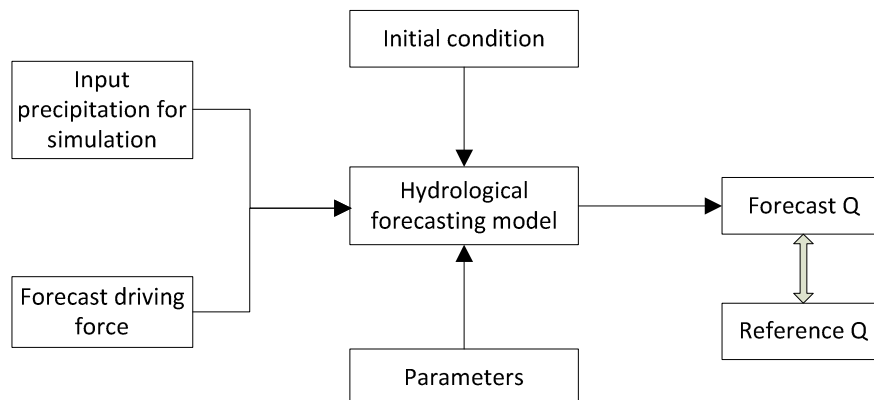 Initial condition
Input
precipitation for
simulation
Hydrological
forecasting model
Forecast Q
Forecast driving
force
Reference Q
Parameters